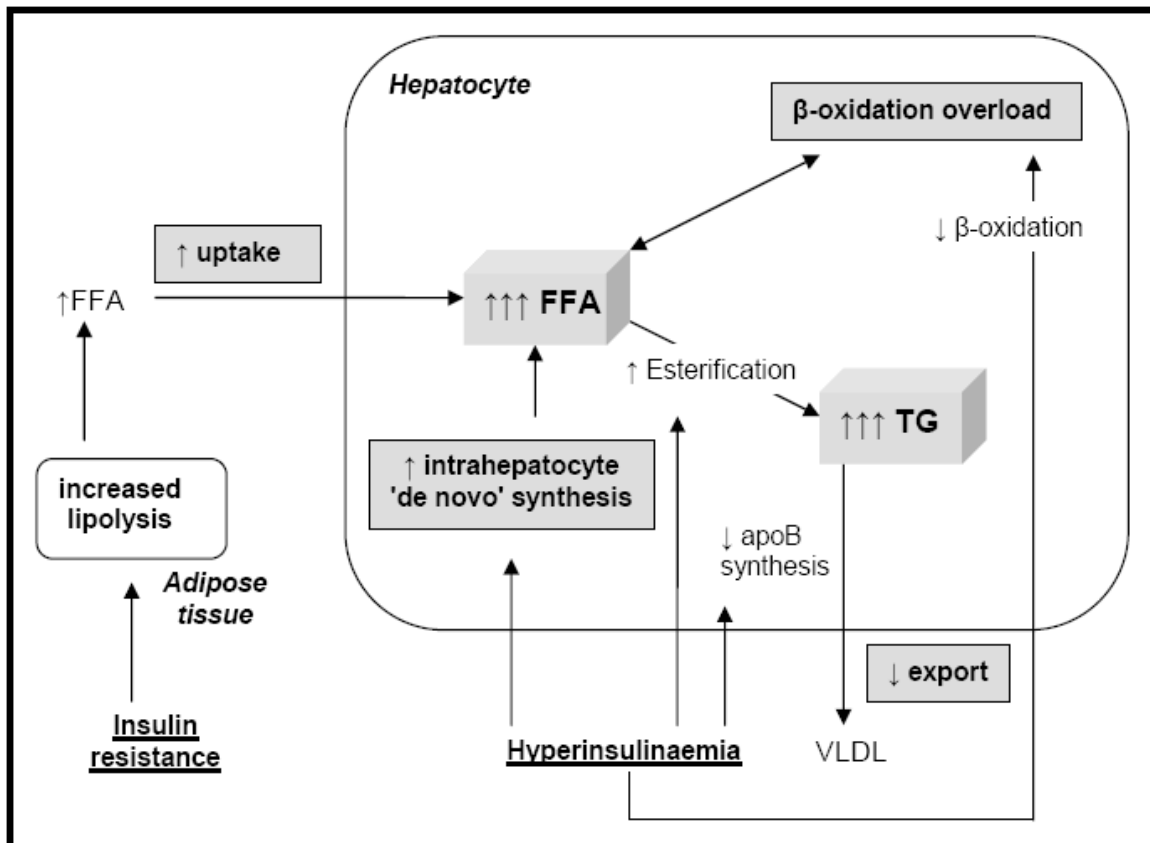 Hepatocyte
β-oxidation overload
↓ β-oxidation
↑ uptake
↑FFA
↑↑↑ FFA
↑ Esterification
↑↑↑ TG
↑ intrahepatocyte
'de novo' synthesis
increased
lipolysis
↓ apoB
synthesis
Adipose
tissue
↓ export
Insulin
resistance
Hyperinsulinaemia
VLDL